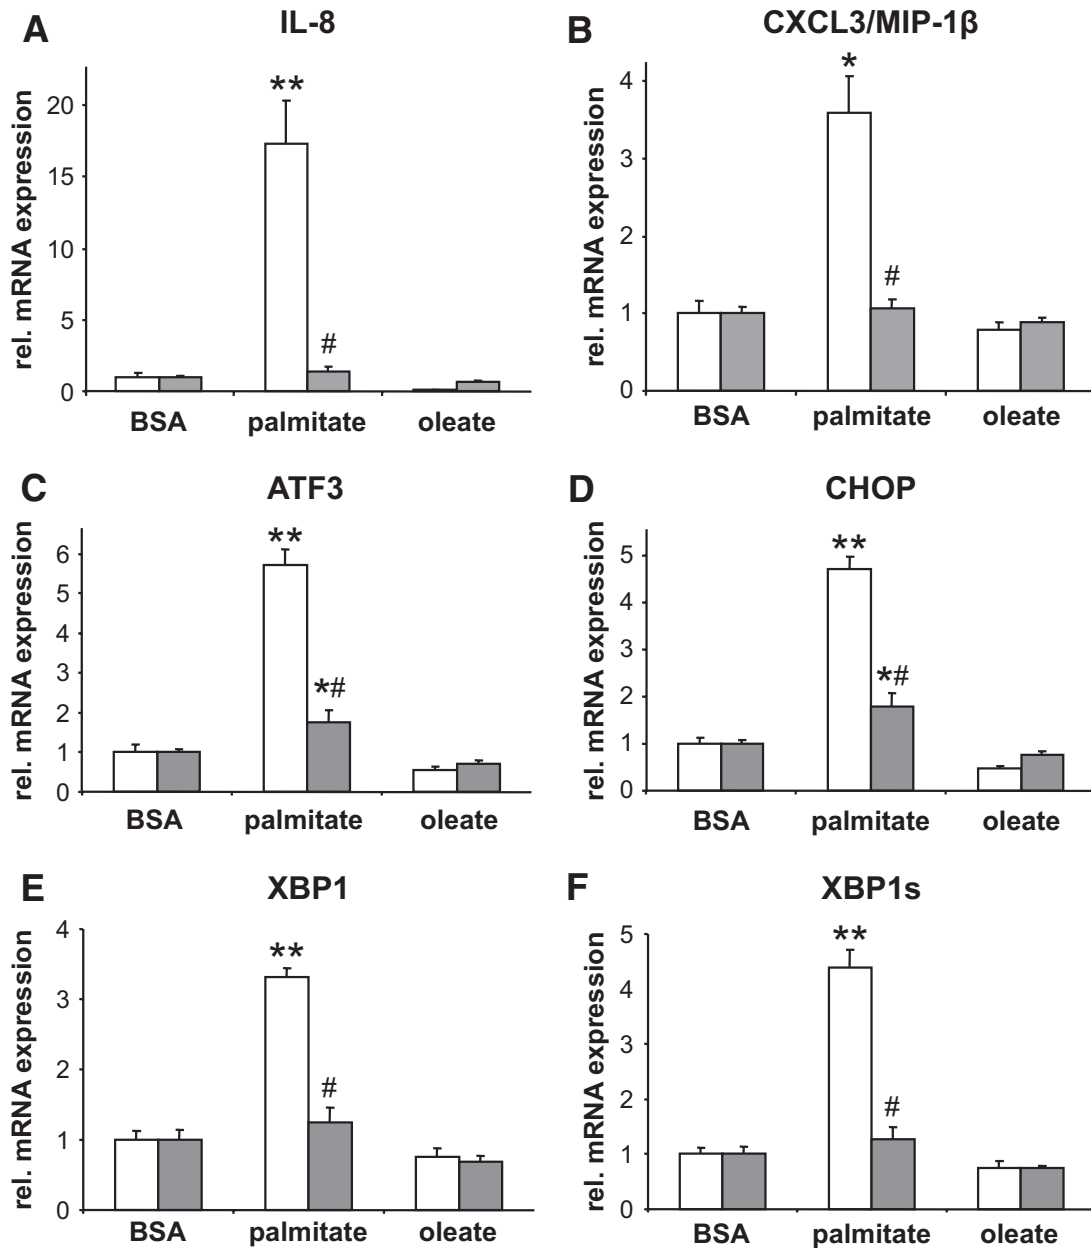 A
IL-8
rel. mRNA expression
20
15
10
5
0
**
#
BSA palmitate oleate
B
CXCL3/MIP-1β
rel. mRNA expression
4
3
2
1
0
*
#
BSA palmitate oleate
C
ATF3
rel. mRNA expression
6
5
4
3
2
1
0
**
*#
BSA palmitate oleate
D
CHOP
rel. mRNA expression
5
4
3
2
1
0
**
*#
BSA palmitate oleate
E
XBP1
rel. mRNA expression
4
3
2
1
0
**
#
BSA palmitate oleate
F
XBP1s
rel. mRNA expression
5
4
3
2
1
0
**
#
BSA palmitate oleate